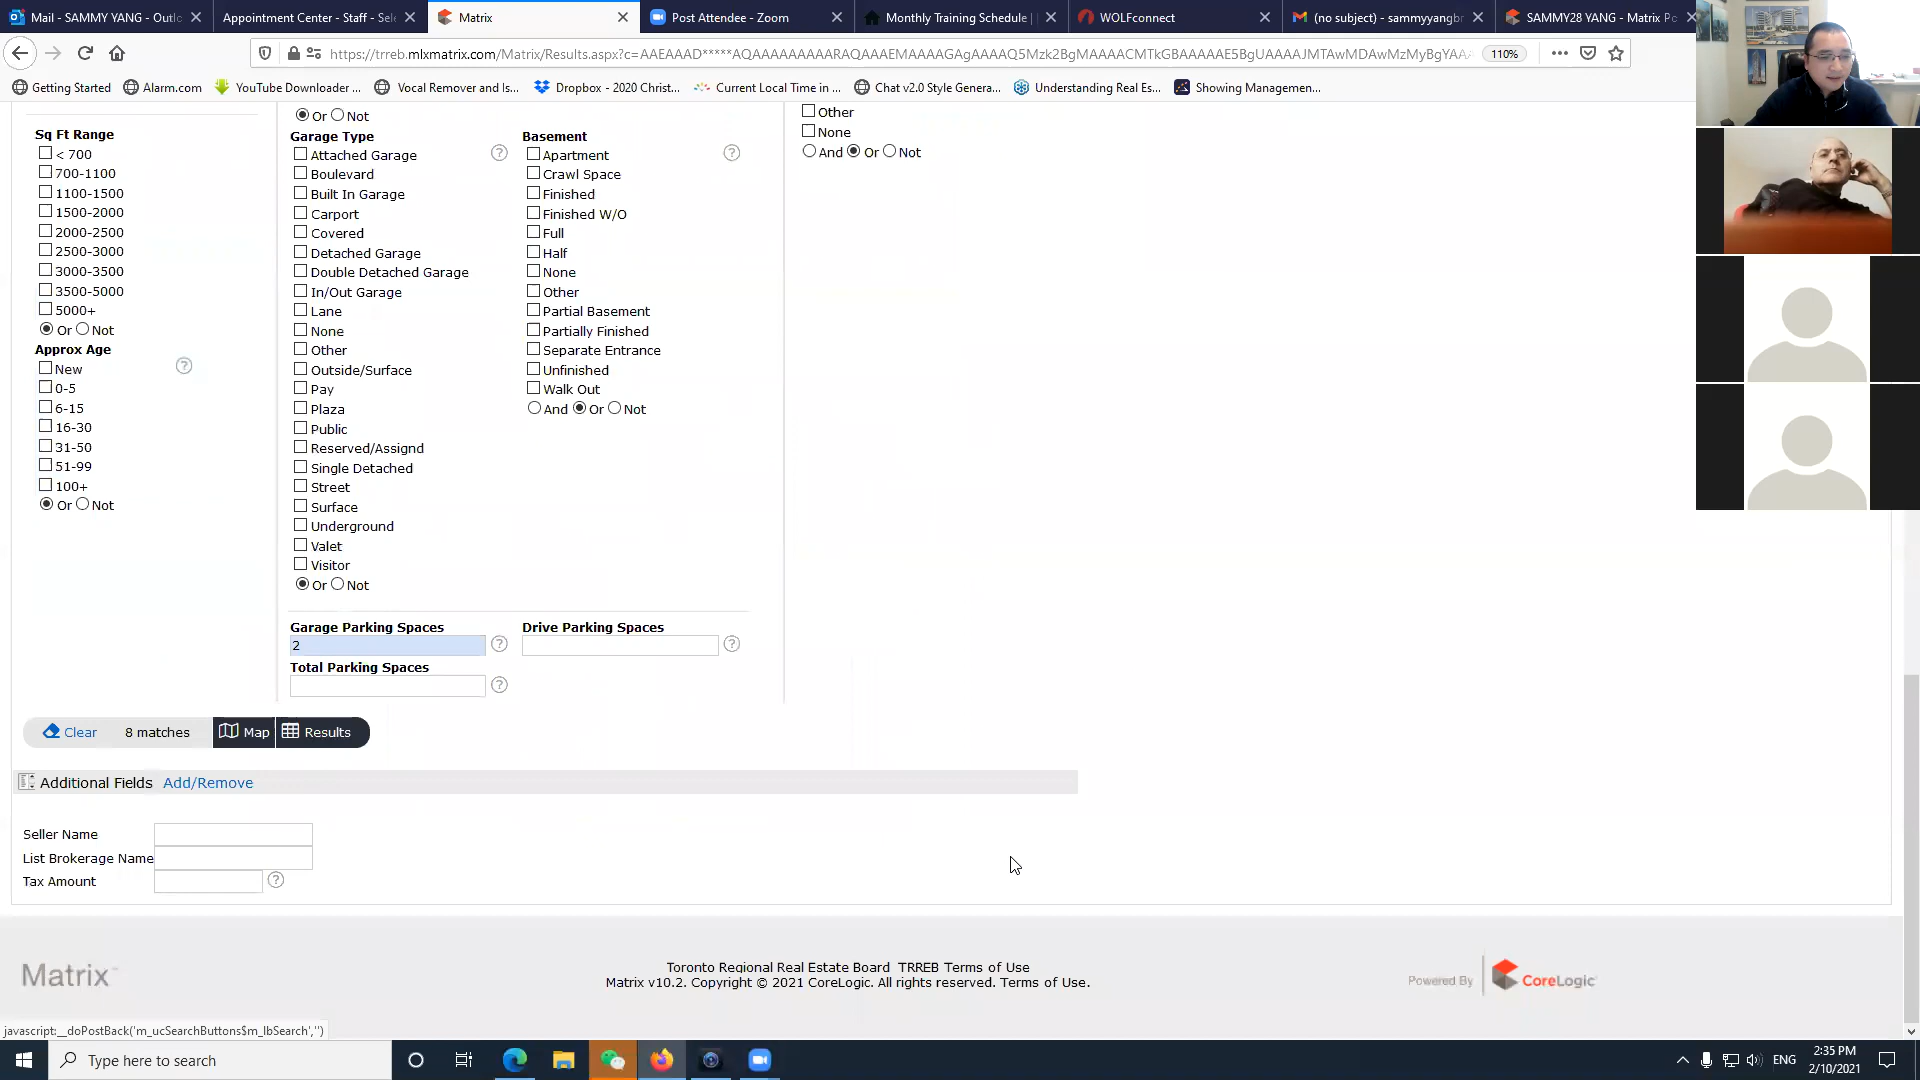 Mail - SAMMY YANG - Outlo
Appointment Center - Staff - Sele
Matrix
Post Attendee - Zoom
Monthly Training Schedule |
WOLFconnect
(no subject) - sammyyangbr
SAMMY28 YANG - Matrix Po
110%
Getting Started
Alarm.com
YouTube Downloader ...
Vocal Remover and Is...
Dropbox - 2020 Christ...
Current Local Time in ...
Chat v2.0 Style Genera...
Understanding Real Es...
Showing Managemen...
Or Not
Other
None
And Or Not
Sq Ft Range
< 700
700-1100
1100-1500
1500-2000
2000-2500
2500-3000
3000-3500
3500-5000
5000+
Or Not
Approx Age
New
0-5
6-15
16-30
31-50
51-99
100+
Or Not
Garage Type
Attached Garage
Boulevard
Built In Garage
Carport
Covered
Detached Garage
Double Detached Garage
In/Out Garage
Lane
None
Other
Outside/Surface
Pay
Plaza
Public
Reserved/Assignd
Single Detached
Street
Surface
Underground
Valet
Visitor
Or Not
Basement
Apartment
Crawl Space
Finished
Finished W/O
Full
Half
None
Other
Partial Basement
Partially Finished
Separate Entrance
Unfinished
Walk Out
And Or Not
Garage Parking Spaces
2
Drive Parking Spaces
Total Parking Spaces
Clear 8 matches Map Results
Additional Fields Add/Remove
Seller Name
List Brokerage Name
Tax Amount
Matrix
Toronto Regional Real Estate Board TRREB Terms of Use
Matrix v10.2. Copyright © 2021 CoreLogic. All rights reserved. Terms of Use.
Powered By CoreLogic
javascript:__doPostBack('m_ucSearchButtons$m_lbSearch','')
Type here to search
ENG
2:35 PM
2/10/2021